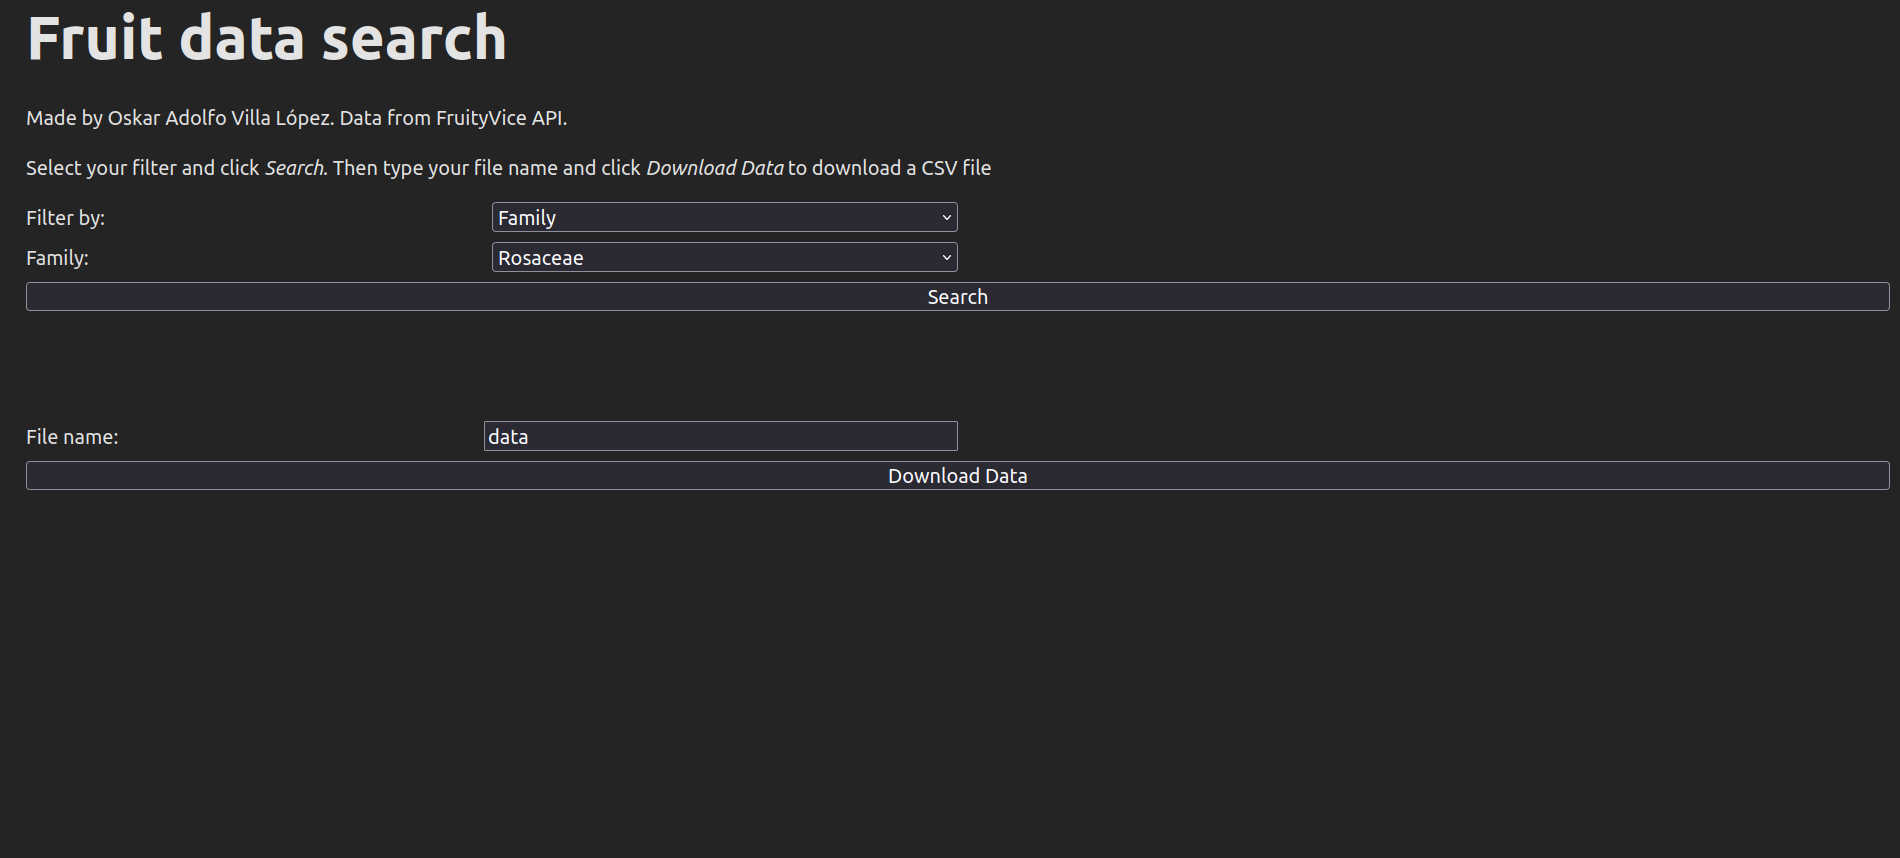 Fruit data search
Made by Oskar Adolfo Villa López. Data from FruityVice API.
Select your filter and click Search. Then type your file name and click Download Data to download a CSV file
Filter by: Family
Family: Rosaceae
Search
File name: data
Download Data